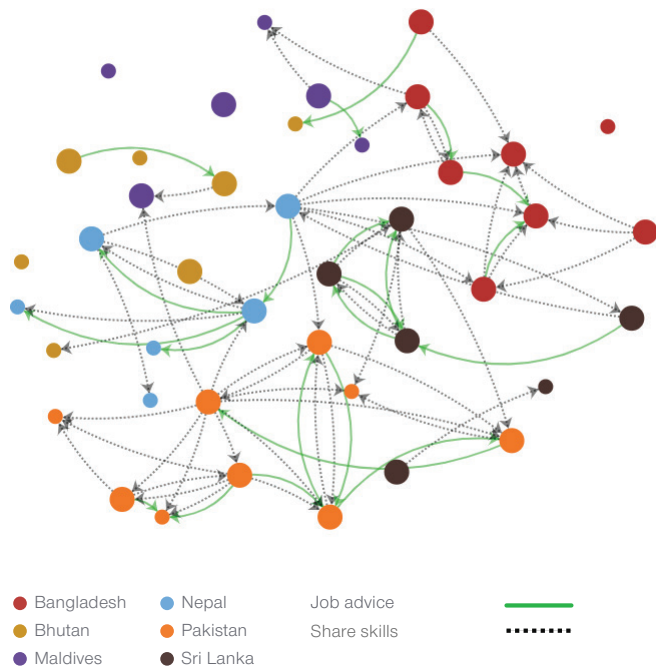 Bangladesh Nepal Job advice
Bhutan Pakistan Share skills
Maldives Sri Lanka